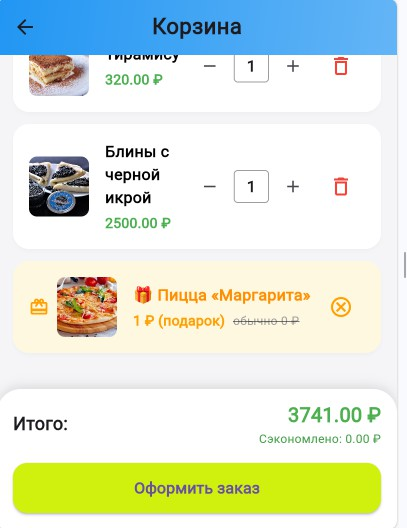 Корзина
Тирамису
320.00 ₽
1
Блины с
черной
икрой
2500.00 ₽
1
Пицца «Маргарита»
1 ₽ (подарок) обычно 0 ₽
Итого:
3741.00 ₽
Сэкономлено: 0.00 ₽
Оформить заказ